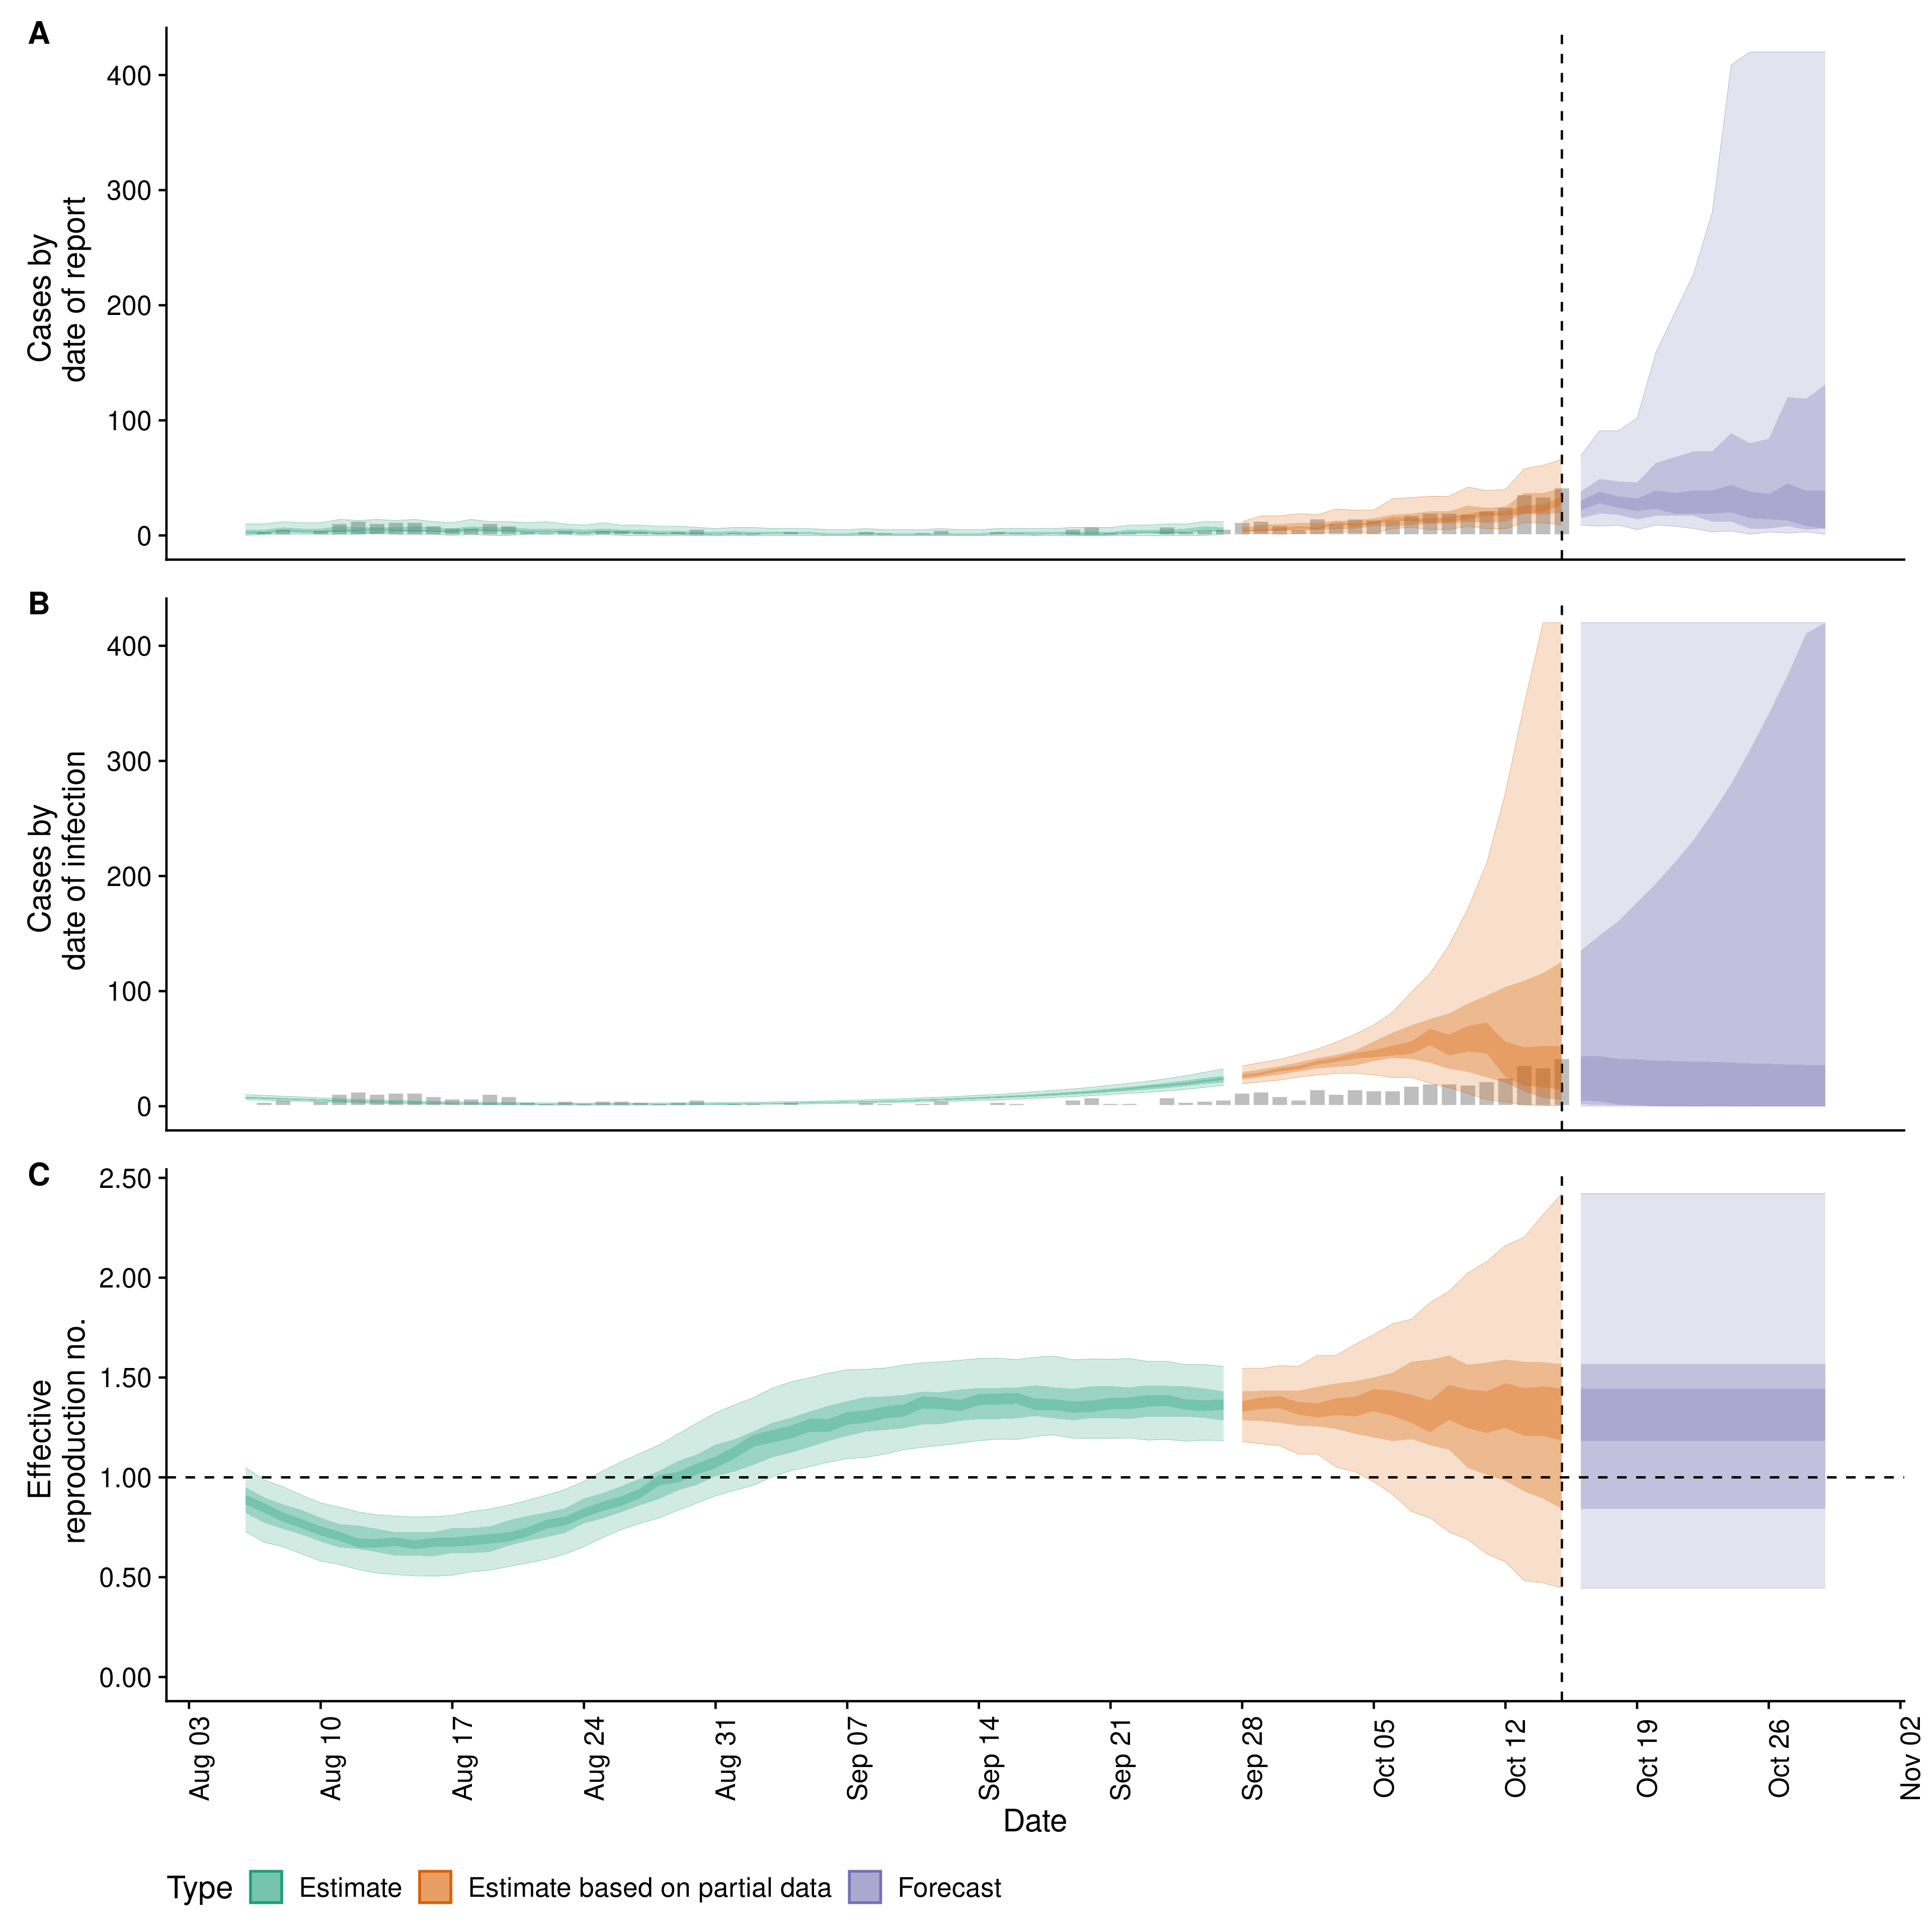 A
400
300
200
100
0
Cases by
date of report
B
400
300
200
100
0
Cases by
date of infection
C
2.50
2.00
1.50
1.00
0.50
0.00
Effective
reproduction no.
Aug 03
Aug 10
Aug 17
Aug 24
Aug 31
Sep 07
Sep 14
Sep 21
Sep 28
Oct 05
Oct 12
Oct 19
Oct 26
Nov 02
Date
Type Estimate Estimate based on partial data Forecast